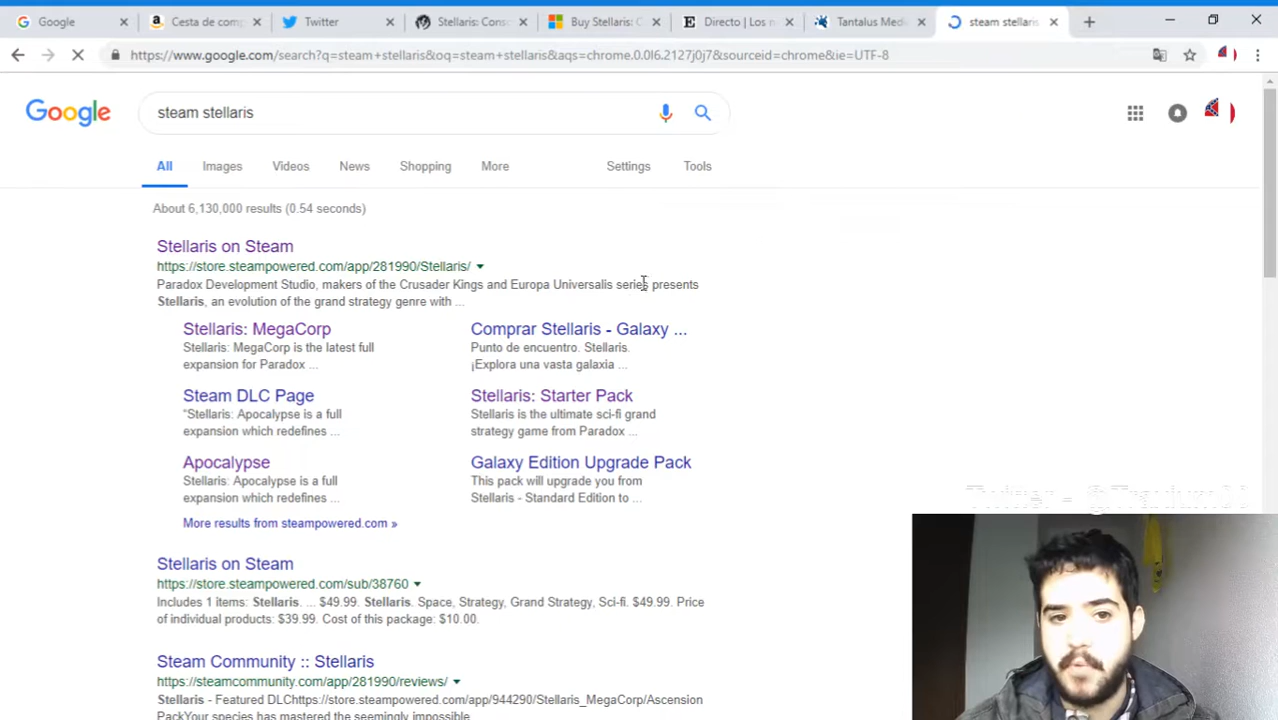 Google
Cesta de comp
Twitter
Stellaris: Conso
Buy Stellaris: C
Directo | Los n
Tantalus Medi
steam stellaris
https://www.google.com/search?q=steam+stellaris&oq=steam+stellaris&aqs=chrome.0.0l6.2127j0j7&sourceid=chrome&ie=UTF-8
Google
steam stellaris
All Images Videos News Shopping More Settings Tools
About 6,130,000 results (0.54 seconds)
Stellaris on Steam
https://store.steampowered.com/app/281990/Stellaris/
Paradox Development Studio, makers of the Crusader Kings and Europa Universalis series presents
Stellaris, an evolution of the grand strategy genre with ...
Stellaris: MegaCorp
Stellaris: MegaCorp is the latest full
expansion for Paradox ...
Comprar Stellaris - Galaxy ...
Punto de encuentro. Stellaris.
¡Explora una vasta galaxia ...
Steam DLC Page
“Stellaris: Apocalypse is a full
expansion which redefines ...
Stellaris: Starter Pack
Stellaris is the ultimate sci-fi grand
strategy game from Paradox ...
Apocalypse
Stellaris: Apocalypse is a full
expansion which redefines ...
Galaxy Edition Upgrade Pack
This pack will upgrade you from
Stellaris - Standard Edition to ...
More results from steampowered.com »
Stellaris on Steam
https://store.steampowered.com/sub/38760
Includes 1 items: Stellaris. ... $49.99. Stellaris. Space, Strategy, Grand Strategy, Sci-fi. $49.99. Price
of individual products: $39.99. Cost of this package: $10.00.
Steam Community :: Stellaris
https://steamcommunity.com/app/281990/reviews/
Stellaris - Featured DLChttps://store.steampowered.com/app/944290/Stellaris_MegaCorp/Ascension
PackYour species has mastered the seemingly impossible
Twitter -